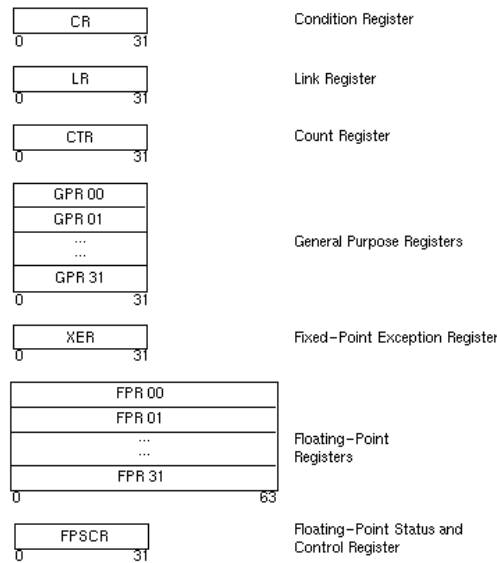 CR
Condition Register
0 31
LR
Link Register
0 31
CTR
Count Register
0 31
GPR 00
GPR 01
...
...
General Purpose Registers
GPR 31
0 31
XER
Fixed-Point Exception Register
0 31
FPR 00
FPR 01
...
...
Floating-Point
Registers
FPR 31
0 63
FPSCR
Floating-Point Status and
Control Register
0 31